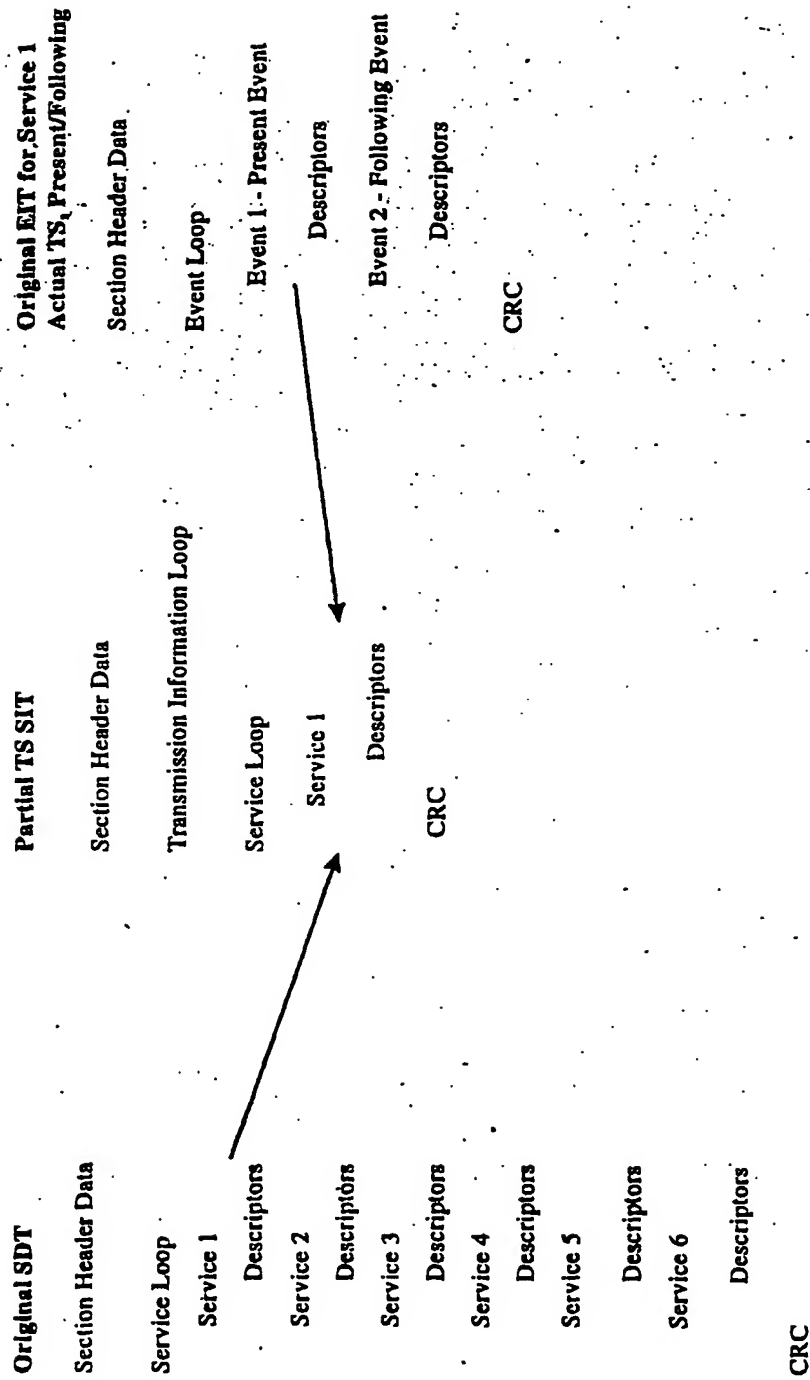 Original SDT
Section Header Data
Service Loop
Service 1
Descriptors
Service 2
Descriptors
Service 3
Descriptors
Service 4
Descriptors
Service 5
Descriptors
Service 6
Descriptors
CRC
Partial TS SIT
Section Header Data
Transmission Information Loop
Service Loop
Service 1
Descriptors
CRC
Original EIT for Service 1
Actual TS, Present/Following
Section Header Data
Event Loop
Event 1 - Present Event
Descriptors
Event 2 - Following Event
Descriptors
CRC